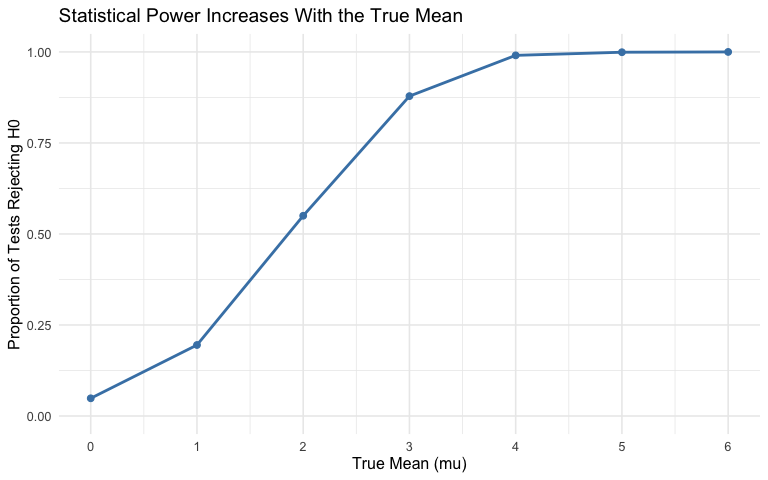 Statistical Power Increases With the True Mean
Proportion of Tests Rejecting H0
1.00
0.75
0.50
0.25
0.00
0 1 2 3 4 5 6
True Mean (mu)